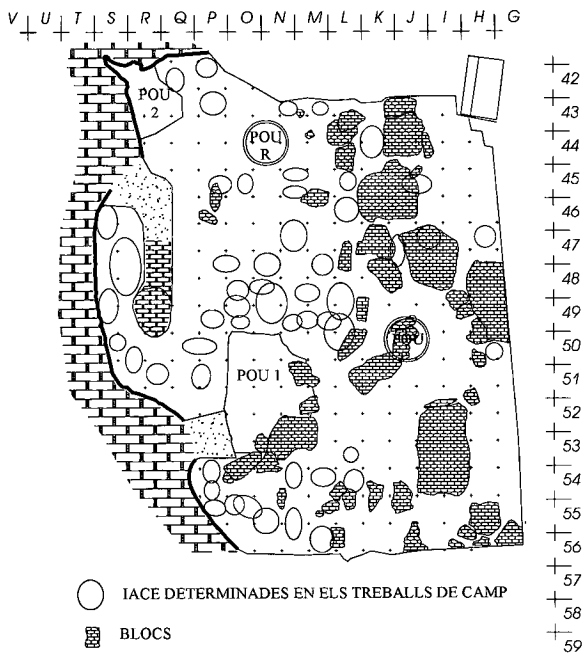 V U T S R Q P O N M L K J I H G
42
43
POU
2
POU
R
44
45
46
47
48
49
50
POU
51
POU 1
52
53
54
55
56
57
IACE DETERMINADES EN ELS TREBALLS DE CAMP
58
BLOCS
59